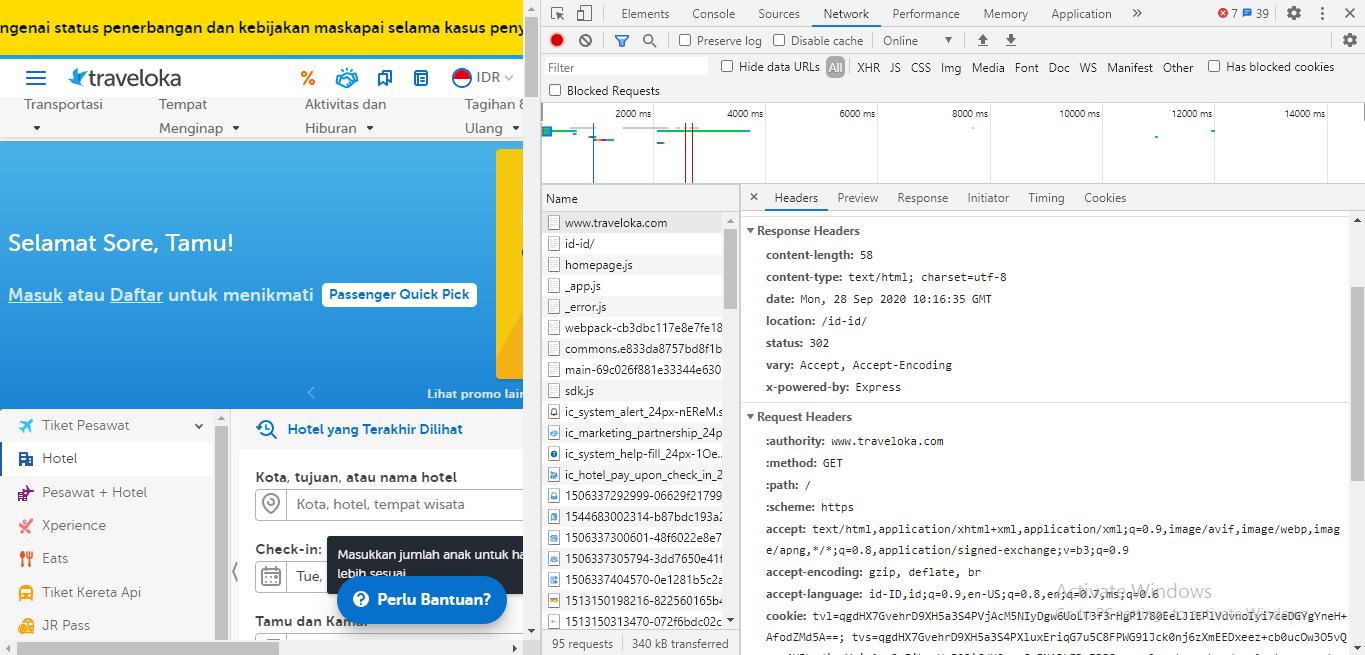 ngenai status penerbangan dan kebijakan maskapai selama kasus peny
traveloka
IDR
Transportasi
Tempat Menginap
Aktivitas dan Hiburan
Tagihan & Ulang
Selamat Sore, Tamu!
Masuk atau Daftar untuk menikmati Passenger Quick Pick
Lihat promo lain
Tiket Pesawat
Hotel
Pesawat + Hotel
Xperience
Eats
Tiket Kereta Api
JR Pass
Hotel yang Terakhir Dilihat
Kota, tujuan, atau nama hotel
Kota, hotel, tempat wisata
Check-in:
Tue,
Masukkan jumlah anak untuk ha
lebih sesuai
Perlu Bantuan?
Tamu dan Kama
Elements Console Sources Network Performance Memory Application 7 39
Preserve log Disable cache Online
Filter Hide data URLs All XHR JS CSS Img Media Font Doc WS Manifest Other Has blocked cookies
Blocked Requests
2000 ms 4000 ms 6000 ms 8000 ms 10000 ms 12000 ms 14000 ms
Name
www.traveloka.com
id-id/
homepage.js
_app.js
_error.js
webpack-cb3dbc117e8e7fe18
commons.e833da8757bd8f1b
main-69c026f881e33344e630
sdk.js
ic_system_alert_24px-nEReM.s
ic_marketing_partnership_24p
ic_system_help-fill_24px-1Oe..
ic_hotel_pay_upon_check_in_2
1506337292999-06629f21799
1544683002314-b87bdc193a2
1506337300601-48f6022e8e7
1506337305794-3dd7650e41f
1506337404570-0e1281b5c2a
1513150198216-822560165b4
1513150313470-072f6bdc02c
95 requests 340 kB transferred
Headers Preview Response Initiator Timing Cookies
Response Headers
content-length: 58
content-type: text/html; charset=utf-8
date: Mon, 28 Sep 2020 10:16:35 GMT
location: /id-id/
status: 302
vary: Accept, Accept-Encoding
x-powered-by: Express
Request Headers
:authority: www.traveloka.com
:method: GET
:path: /
:scheme: https
accept: text/html,application/xhtml+xml,application/xml;q=0.9,image/avif,image/webp,imag
e/apng,*/*;q=0.8,application/signed-exchange;v=b3;q=0.9
accept-encoding: gzip, deflate, br
accept-language: id-ID,id;q=0.9,en-US;q=0.8,en;q=0.7,ms;q=0.6
Activate Windows
Go to PC settings to activate Windows.
cookie:
AfodZMd5A==;